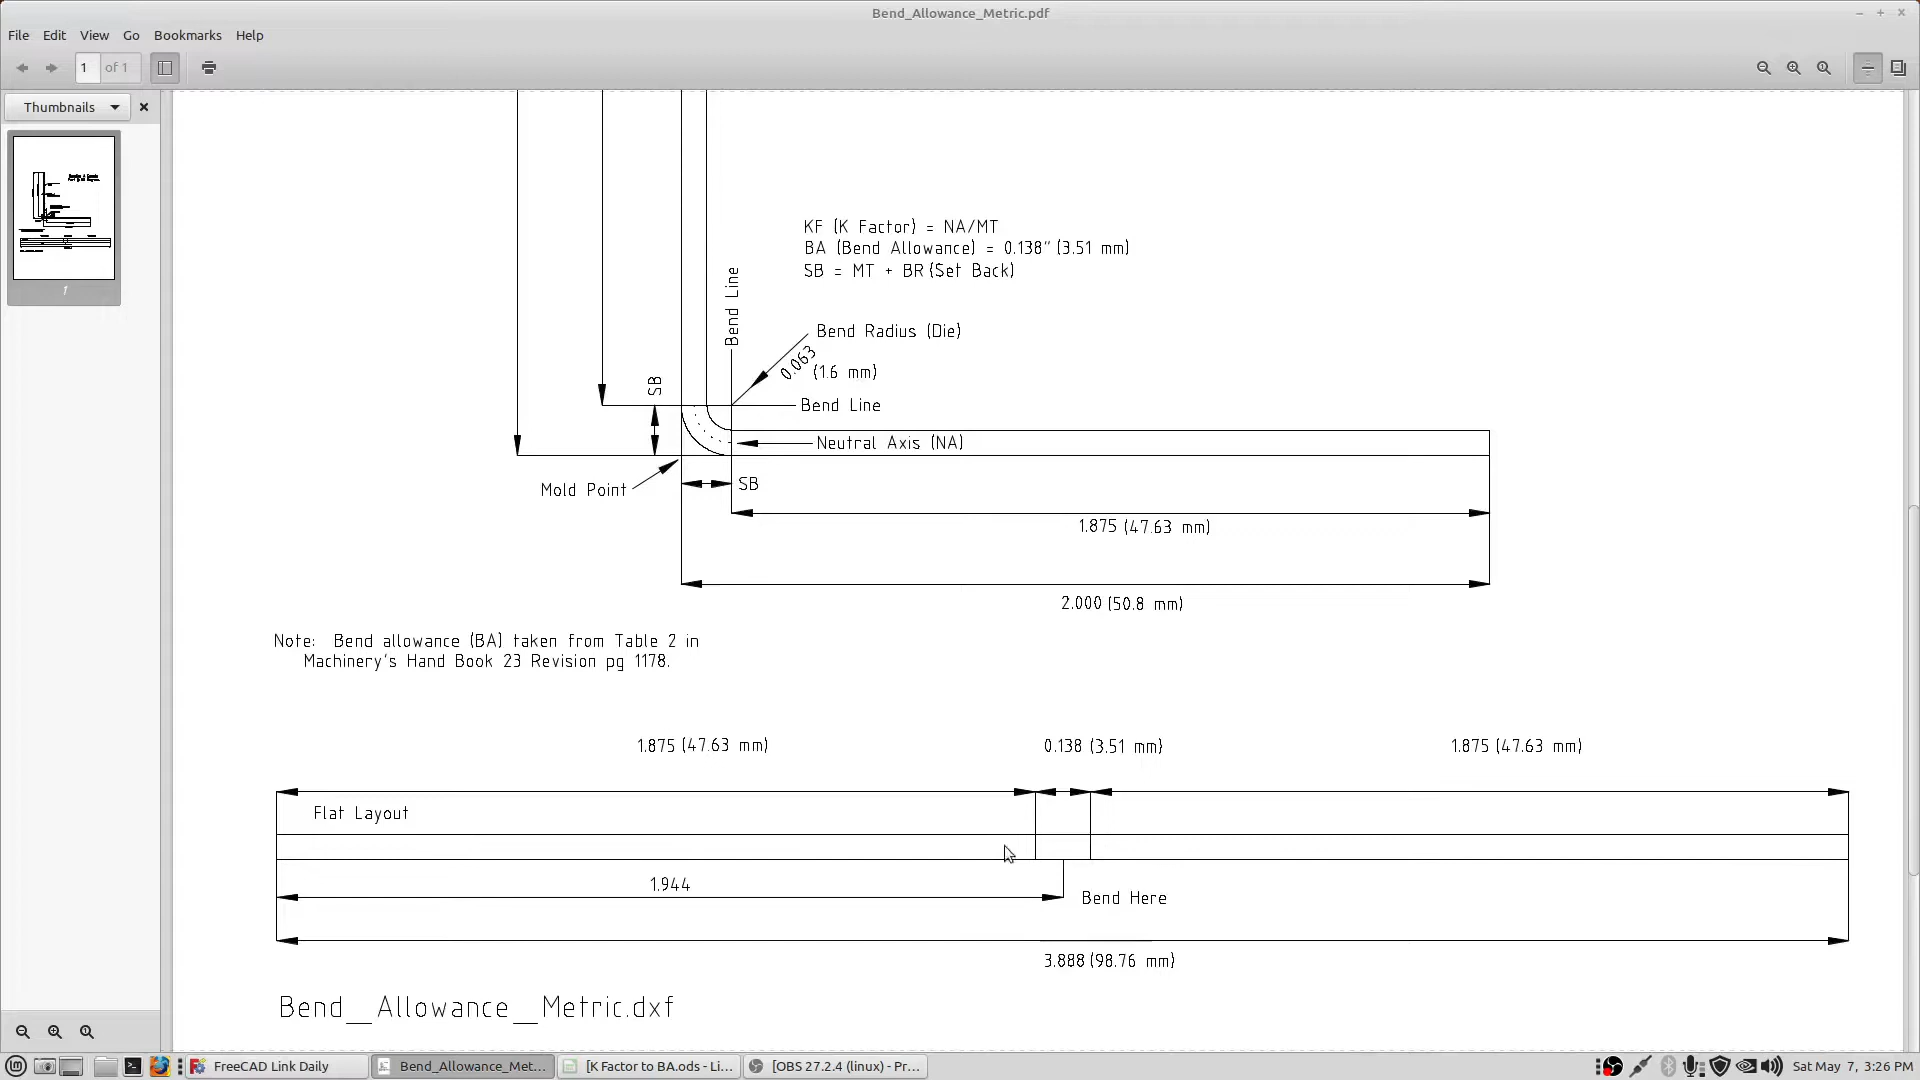 Bend_Allowance_Metric.pdf
File Edit View Go Bookmarks Help
1 of 1
Thumbnails
1
KF (K Factor) = NA/MT
BA (Bend Allowance) = 0.138" (3.51 mm)
SB = MT + BR (Set Back)
Bend Line
Bend Radius (Die)
0.063
(1.6 mm)
SB
Bend Line
Neutral Axis (NA)
Mold Point
SB
1.875 (47.63 mm)
2.000 (50.8 mm)
Note: Bend allowance (BA) taken from Table 2 in
Machinery's Hand Book 23 Revision pg 1178.
1.875 (47.63 mm) 0.138 (3.51 mm) 1.875 (47.63 mm)
Flat Layout
1.944
Bend Here
3.888 (98.76 mm)
Bend__Allowance__Metric.dxf
FreeCAD Link Daily Bend_Allowance_Met... [K Factor to BA.ods - Li... [OBS 27.2.4 (linux) - Pr... Sat May 7, 3:26 PM